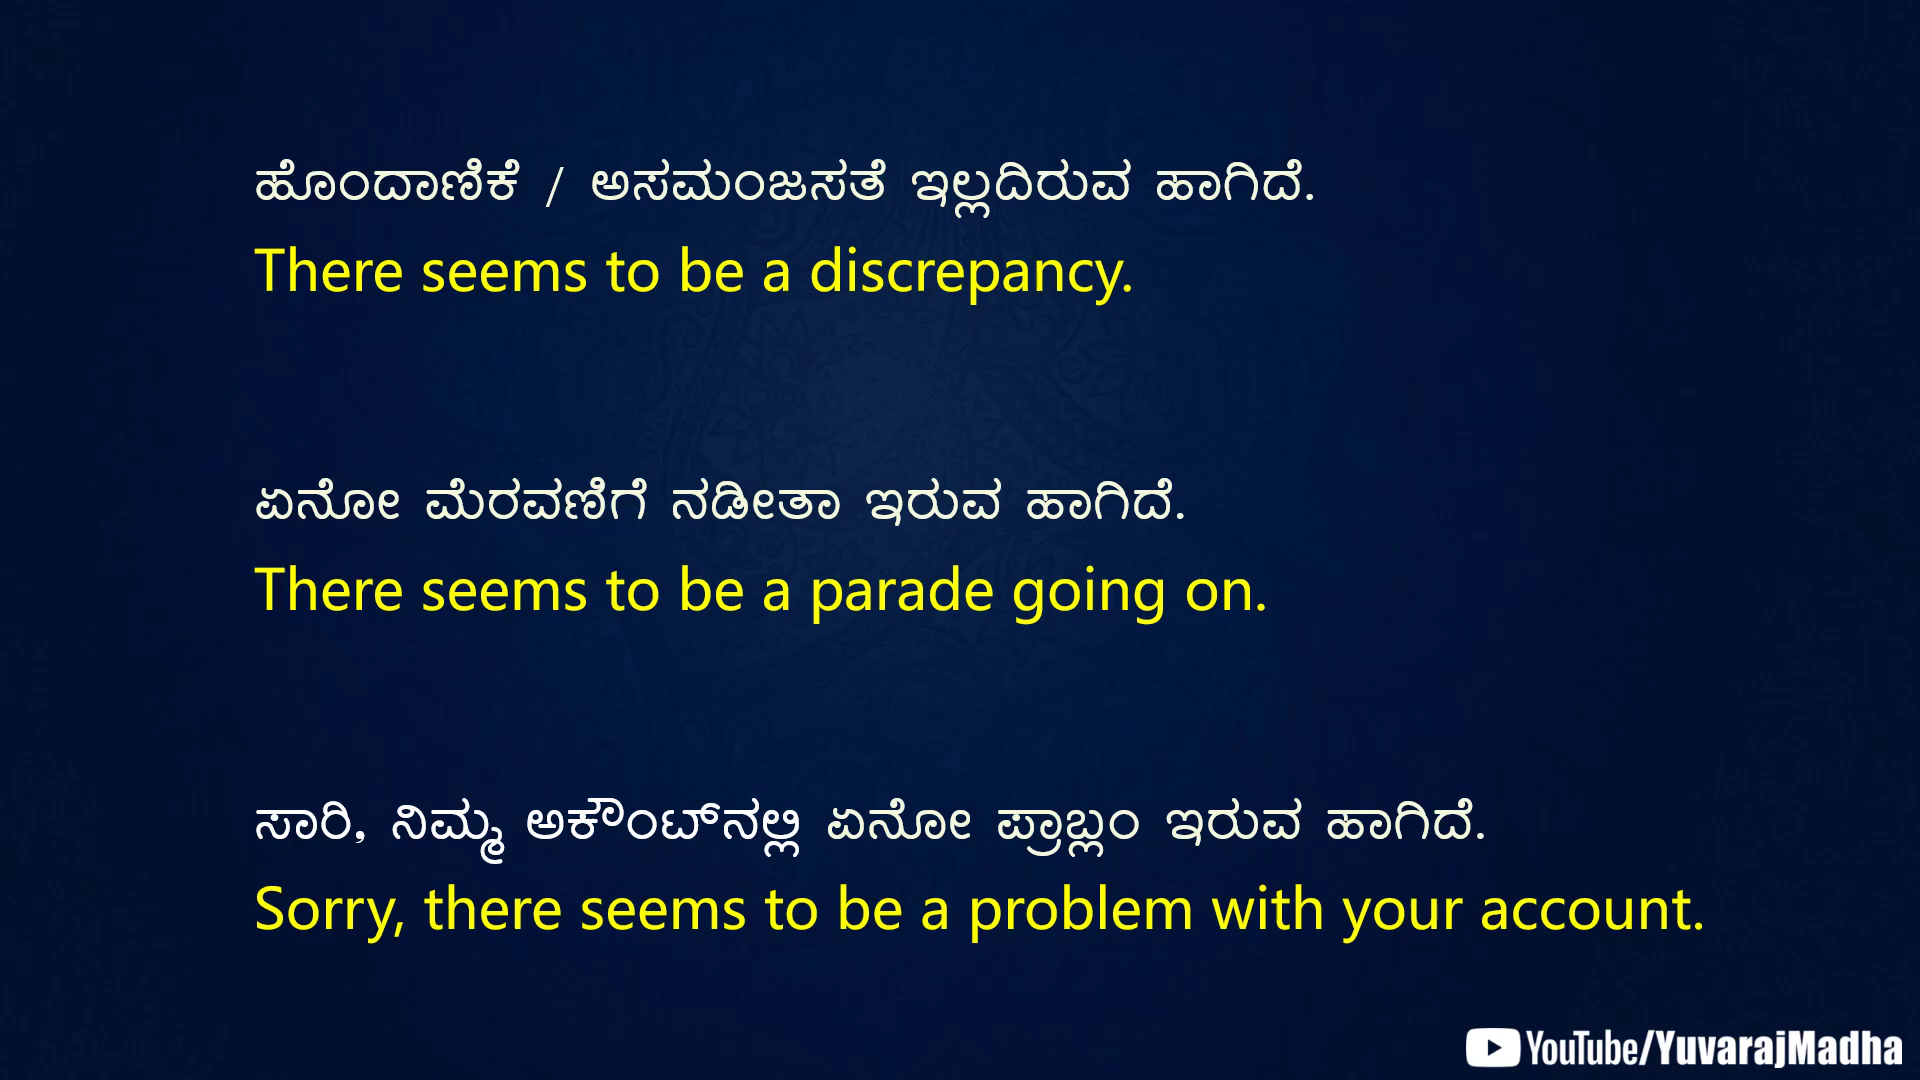 ಹೊಂದಾಣಿಕೆ / ಅಸಮಂಜಸತೆ ಇಲ್ಲದಿರುವ ಹಾಗಿದೆ.
There seems to be a discrepancy.
ಏನೋ ಮೆರವಣಿಗೆ ನಡೀತಾ ಇರುವ ಹಾಗಿದೆ.
There seems to be a parade going on.
ಸಾರಿ, ನಿಮ್ಮ ಅಕೌಂಟ್‌ನಲ್ಲಿ ಏನೋ ಪ್ರಾಬ್ಲಂ ಇರುವ ಹಾಗಿದೆ.
Sorry, there seems to be a problem with your account.
YouTube/YuvarajMadha